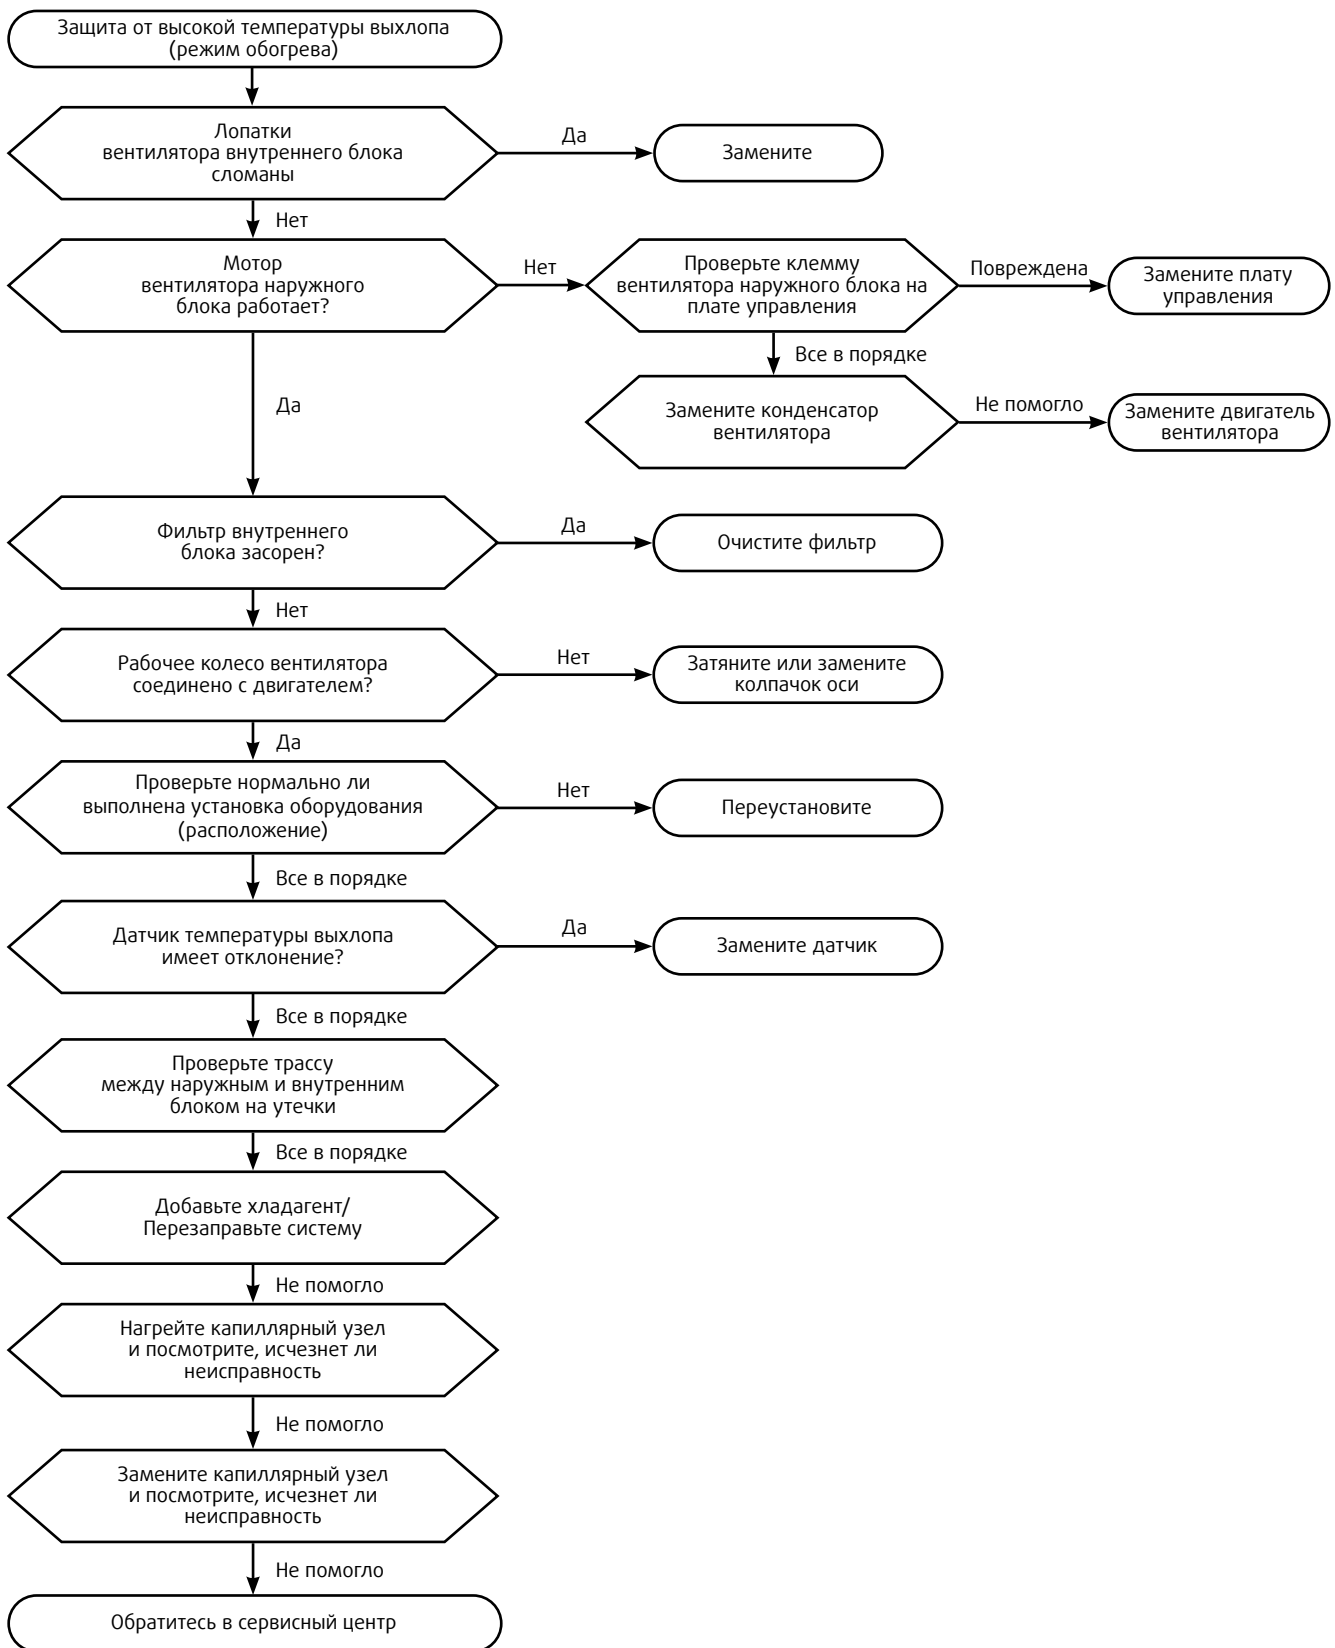 Защита от высокой температуры выхлопа
(режим обогрева)
Лопатки
вентилятора внутреннего блока
сломаны
Да
Замените
Нет
Мотор
вентилятора наружного
блока работает?
Нет
Проверьте клемму
вентилятора наружного блока на
плате управления
Повреждена
Замените плату
управления
Все в порядке
Да
Замените конденсатор
вентилятора
Не помогло
Замените двигатель
вентилятора
Фильтр внутреннего
блока засорен?
Да
Очистите фильтр
Нет
Рабочее колесо вентилятора
соединено с двигателем?
Нет
Затяните или замените
колпачок оси
Да
Проверьте нормально ли
выполнена установка оборудования
(расположение)
Нет
Переустановите
Все в порядке
Датчик температуры выхлопа
имеет отклонение?
Да
Замените датчик
Все в порядке
Проверьте трассу
между наружным и внутренним
блоком на утечки
Все в порядке
Добавьте хладагент/
Перезаправьте систему
Не помогло
Нагрейте капиллярный узел
и посмотрите, исчезнет ли
неисправность
Не помогло
Замените капиллярный узел
и посмотрите, исчезнет ли
неисправность
Не помогло
Обратитесь в сервисный центр